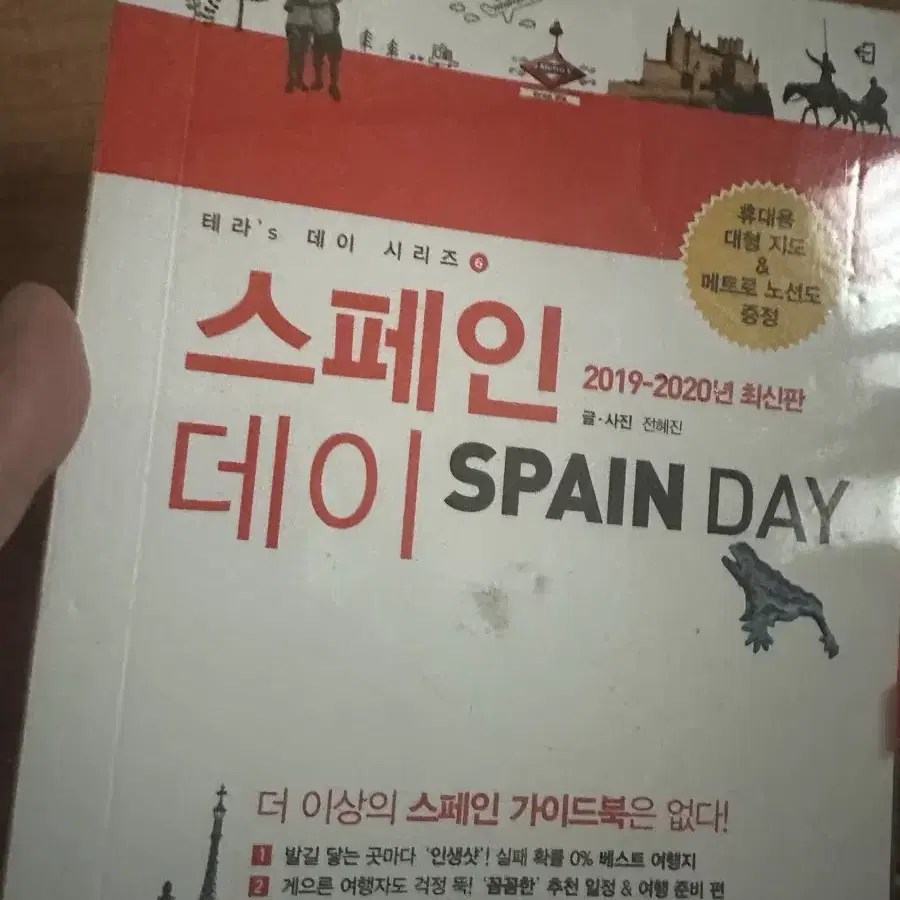 테라's 데이 시리즈 6
휴대용
대형 지도
&
메트로 노선도
증정
스페인
2019-2020년 최신판
글·사진 전혜진
데이 SPAIN DAY
더 이상의 스페인 가이드북은 없다!
1 발길 닿는 곳마다 '인생샷'! 실패 확률 0% 베스트 여행지
2 게으른 여행자도 걱정 뚝! '꼼꼼한' 추천 일정 & 여행 준비 편